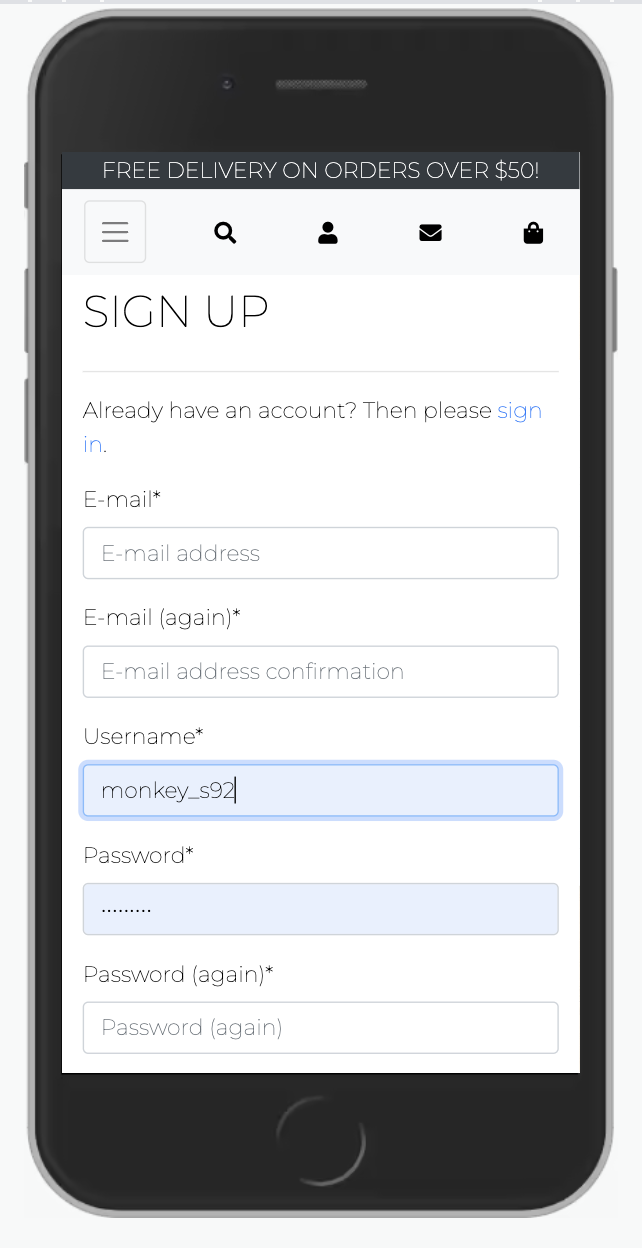 FREE DELIVERY ON ORDERS OVER $50!
SIGN UP
Already have an account? Then please sign
in.
E-mail*
E-mail address
E-mail (again)*
E-mail address confirmation
Username*
monkey_s92
Password*
·········
Password (again)*
Password (again)